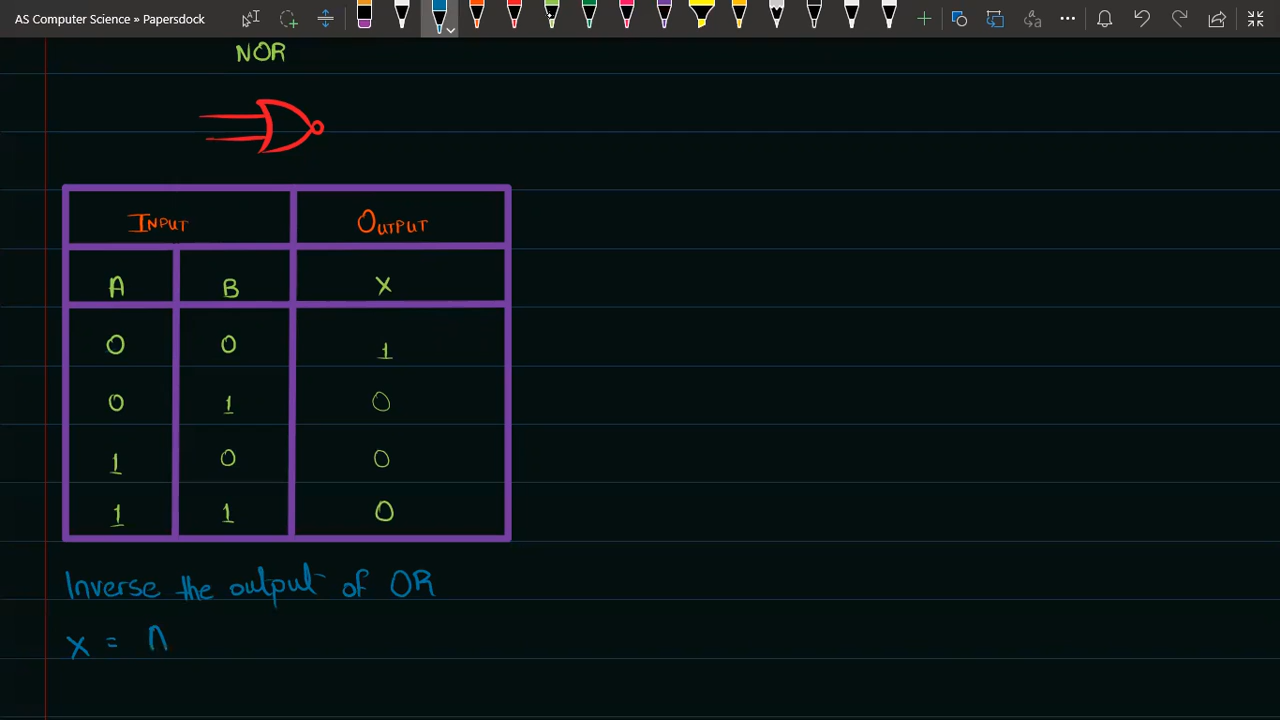 AS Computer Science » Papersdock
NOR
INPUT OUTPUT
A B X
0 0 1
0 1 0
1 0 0
1 1 0
Inverse the output of OR
x = n